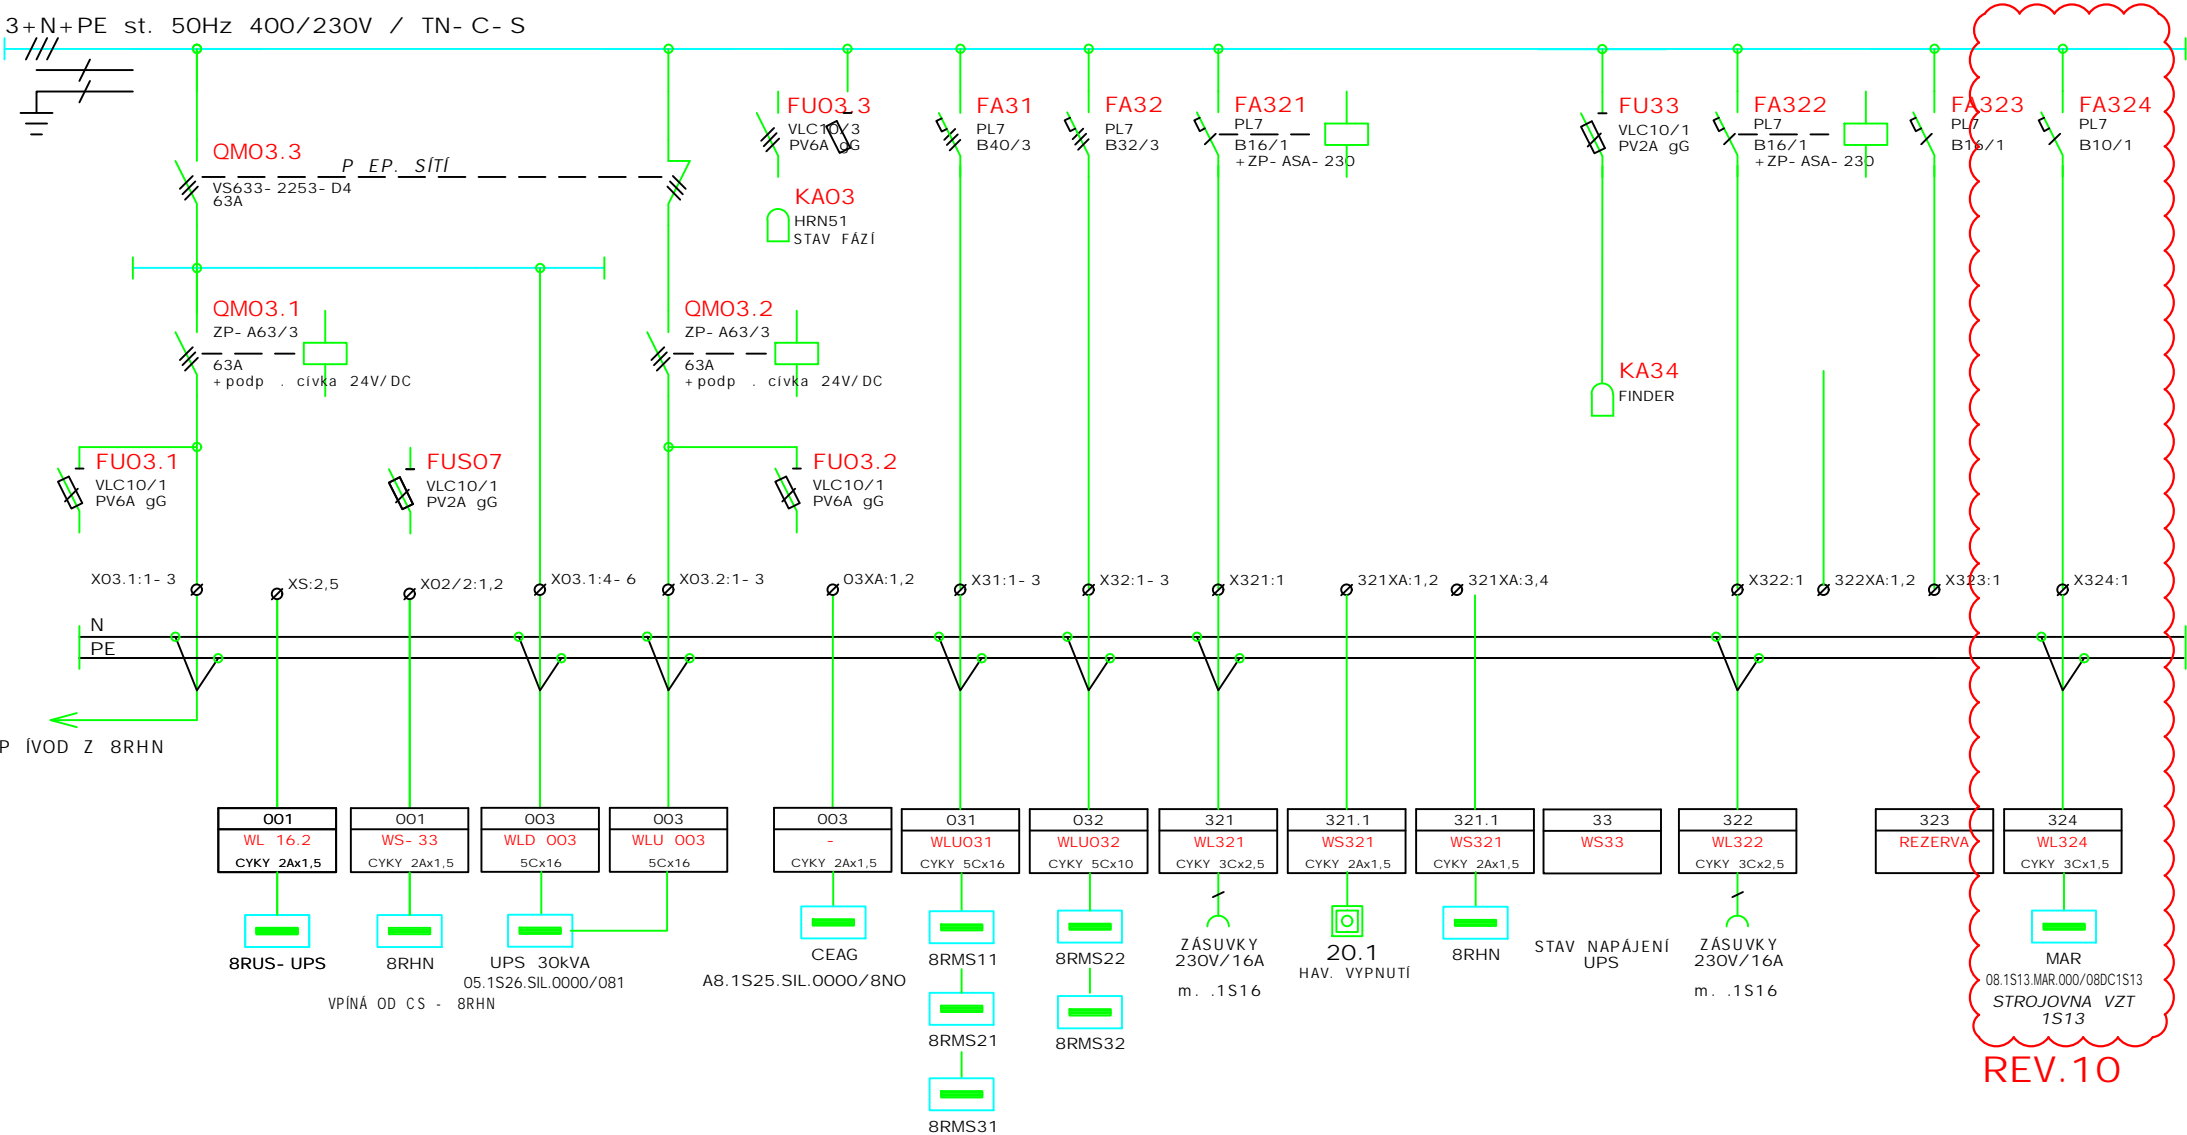 3+N+PE st. 50Hz 400/230V / TN-C-S
QM03.3
VS633-2253-D4
63A
P EP. SÍTÍ
FU03.3
VLC10/3
PV6A gG
KA03
HRN51
STAV FÁZÍ
FA31
PL7
B40/3
FA32
PL7
B32/3
FA321
PL7
B16/1
+ZP-ASA-230
FU33
VLC10/1
PV2A gG
KA34
FINDER
FA322
PL7
B16/1
+ZP-ASA-230
FA323
PL7
B16/1
FA324
PL7
B10/1
QM03.1
ZP-A63/3
63A
+podp . cívka 24V/DC
QM03.2
ZP-A63/3
63A
+podp . cívka 24V/DC
FU03.1
VLC10/1
PV6A gG
FUS07
VLC10/1
PV2A gG
FU03.2
VLC10/1
PV6A gG
X03.1:1-3
XS:2,5
X02/2:1,2
X03.1:4-6
X03.2:1-3
03XA:1,2
X31:1-3
X32:1-3
X321:1
321XA:1,2
321XA:3,4
X322:1
322XA:1,2
X323:1
X324:1
N
PE
P ÍVOD Z 8RHN
001
WL 16.2
CYKY 2Ax1,5
8RUS-UPS
001
WS-33
CYKY 2Ax1,5
8RHN
VPÍNÁ OD CS - 8RHN
003
WLD 003
5Cx16
UPS 30kVA
05.1S26.SIL.0000/081
003
WLU 003
5Cx16
003
-
CYKY 2Ax1,5
CEAG
A8.1S25.SIL.0000/8NO
031
WLU031
CYKY 5Cx16
8RMS11
8RMS21
8RMS31
032
WLU032
CYKY 5Cx10
8RMS22
8RMS32
321
WL321
CYKY 3Cx2,5
ZÁSUVKY
230V/16A
m. .1S16
321.1
WS321
CYKY 2Ax1,5
20.1
HAV. VYPNUTÍ
321.1
WS321
CYKY 2Ax1,5
8RHN
33
WS33
STAV NAPÁJENÍ
UPS
322
WL322
CYKY 3Cx2,5
ZÁSUVKY
230V/16A
m. .1S16
323
REZERVA
324
WL324
CYKY 3Cx1,5
MAR
08.1S13.MAR.000/08DC1S13
STROJOVNA VZT
1S13
REV.10